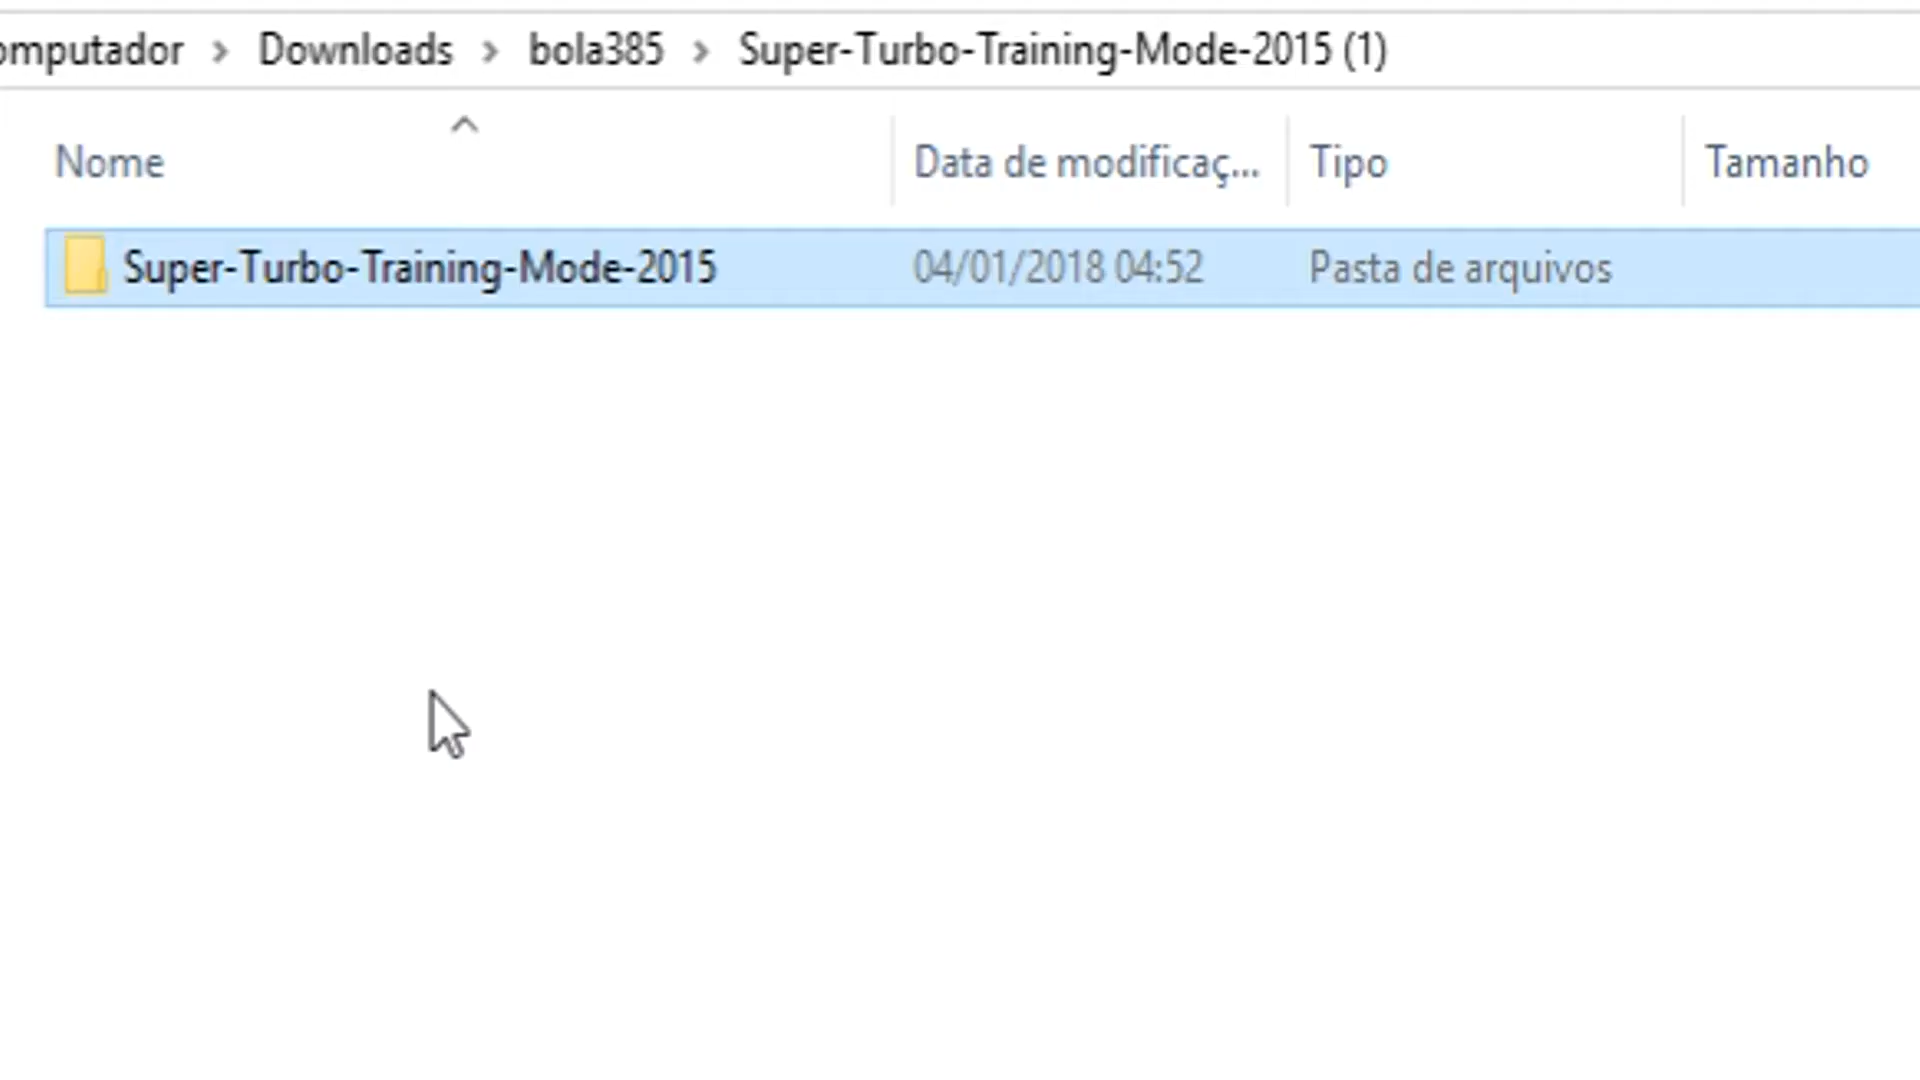 omputador > Downloads > bola385 > Super-Turbo-Training-Mode-2015 (1)
Nome Data de modificaç... Tipo Tamanho
Super-Turbo-Training-Mode-2015 04/01/2018 04:52 Pasta de arquivos